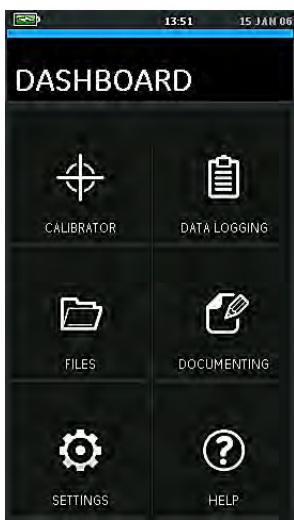 13:51 15 JAN 06
DASHBOARD
CALIBRATOR DATA LOGGING
FILES DOCUMENTING
SETTINGS HELP